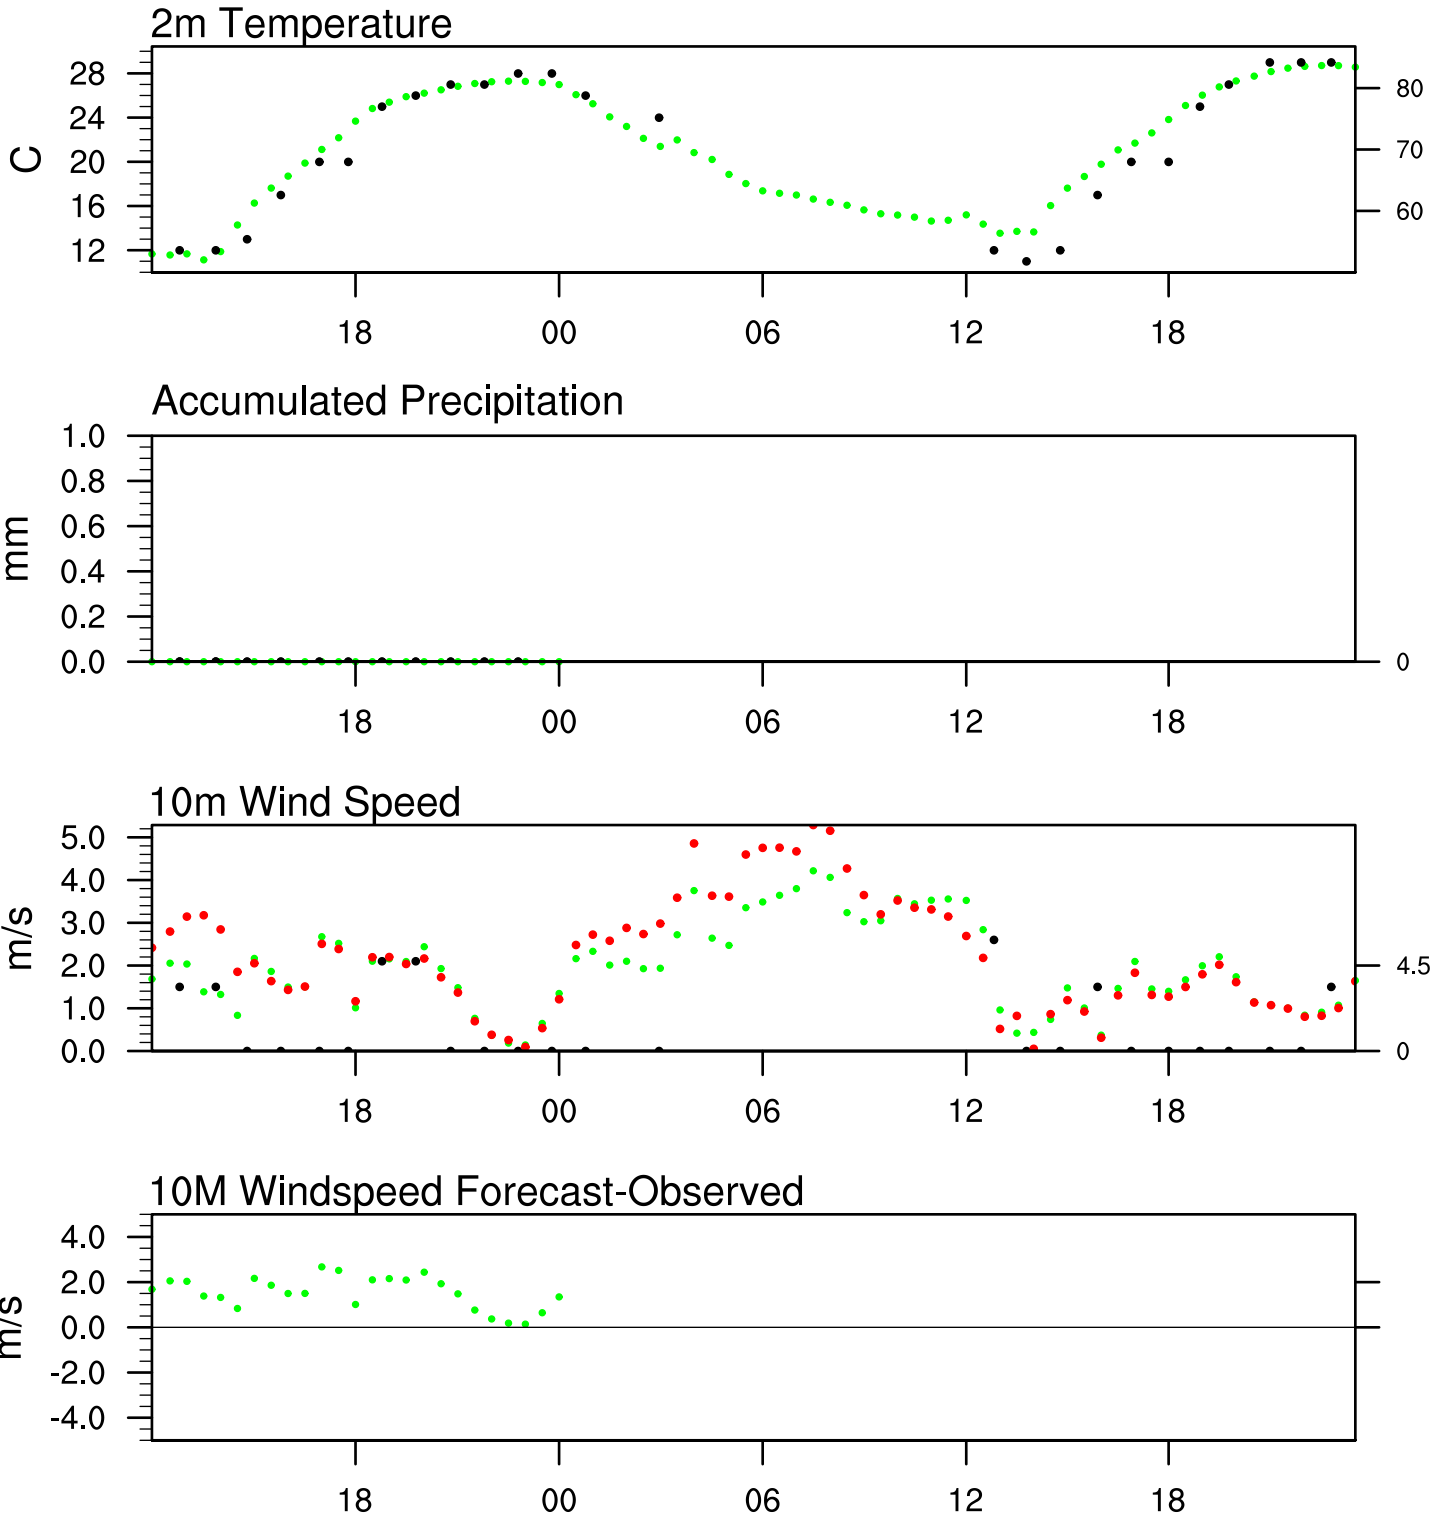 2m Temperature
28
24
20
16
12
C
80
70
60
18 00 06 12 18
Accumulated Precipitation
1.0
0.8
0.6
0.4
0.2
0.0
mm
0
18 00 06 12 18
10m Wind Speed
5.0
4.0
3.0
2.0
1.0
0.0
m/s
4.5
0
18 00 06 12 18
10M Windspeed Forecast-Observed
4.0
2.0
0.0
-2.0
-4.0
m/s
18 00 06 12 18